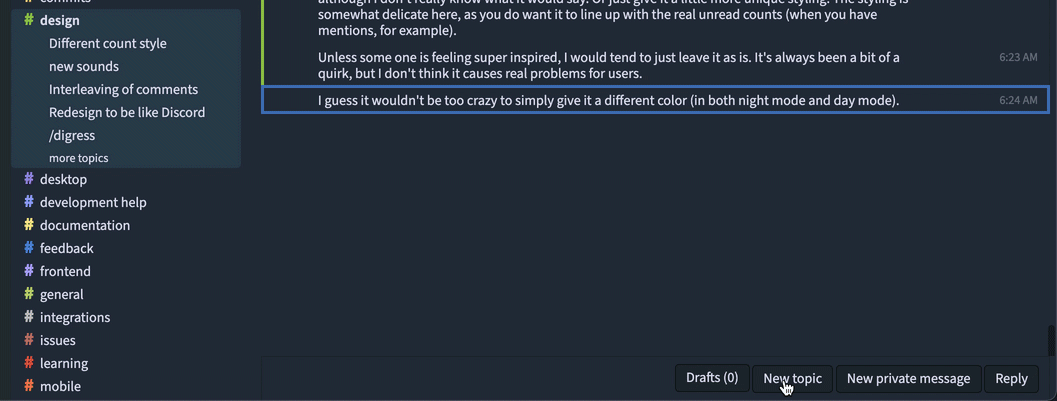 commits
# design
Different count style
new sounds
Interleaving of comments
Redesign to be like Discord
/digress
more topics
# desktop
# development help
# documentation
# feedback
# frontend
# general
# integrations
# issues
# learning
# mobile
although I don't really know what it would say. Or just give it a little more unique styling. The styling is
somewhat delicate here, as you do want it to line up with the real unread counts (when you have
mentions, for example).
Unless some one is feeling super inspired, I would tend to just leave it as is. It's always been a bit of a
quirk, but I don't think it causes real problems for users.
6:23 AM
I guess it wouldn't be too crazy to simply give it a different color (in both night mode and day mode).
6:24 AM
Drafts (0)
New topic
New private message
Reply